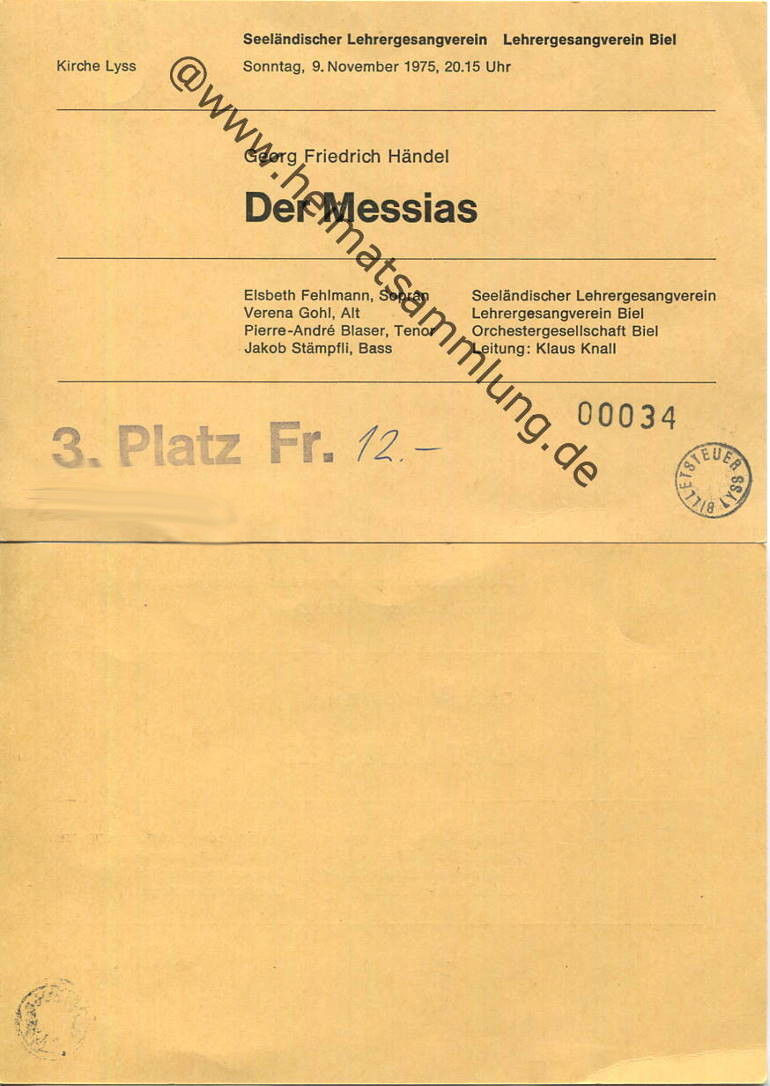 Seeländischer Lehrergesangverein Lehrergesangverein Biel
Kirche Lyss Sonntag, 9. November 1975, 20.15 Uhr
Georg Friedrich Händel
Der Messias
Elsbeth Fehlmann, Sopran Seeländischer Lehrergesangverein
Verena Gohl, Alt Lehrergesangverein Biel
Pierre-André Blaser, Tenor Orchestergesellschaft Biel
Jakob Stämpfli, Bass Leitung: Klaus Knall
00034
3. Platz Fr. 12.–
BILLETSTEUER LYSS
@www.heimatsammlung.de